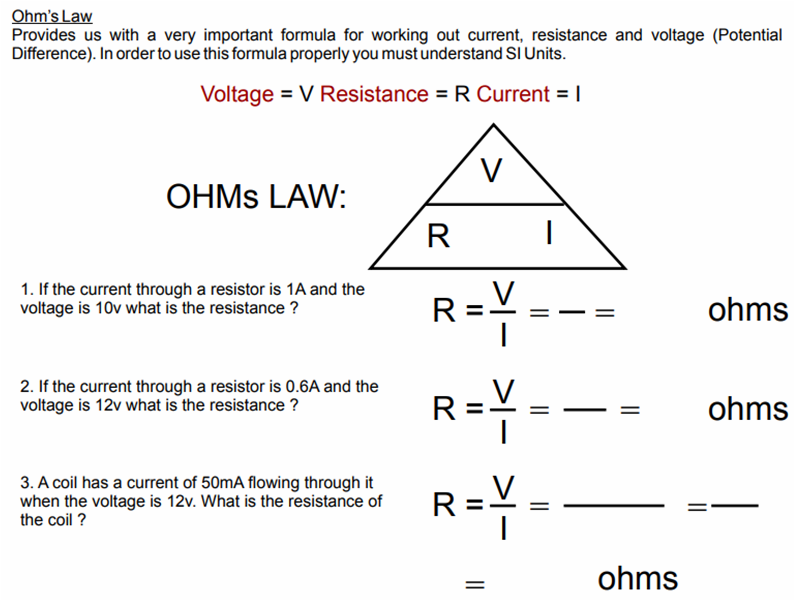 Ohm's Law
Provides us with a very important formula for working out current, resistance and voltage (Potential
Difference). In order to use this formula properly you must understand SI Units.
Voltage = V Resistance = R Current = I
OHMs LAW:
V
R I
1. If the current through a resistor is 1A and the
voltage is 10v what is the resistance ?
R = V/I = — = ohms
2. If the current through a resistor is 0.6A and the
voltage is 12v what is the resistance ?
R = V/I = — = ohms
3. A coil has a current of 50mA flowing through it
when the voltage is 12v. What is the resistance of
the coil ?
R = V/I = — = —
= ohms